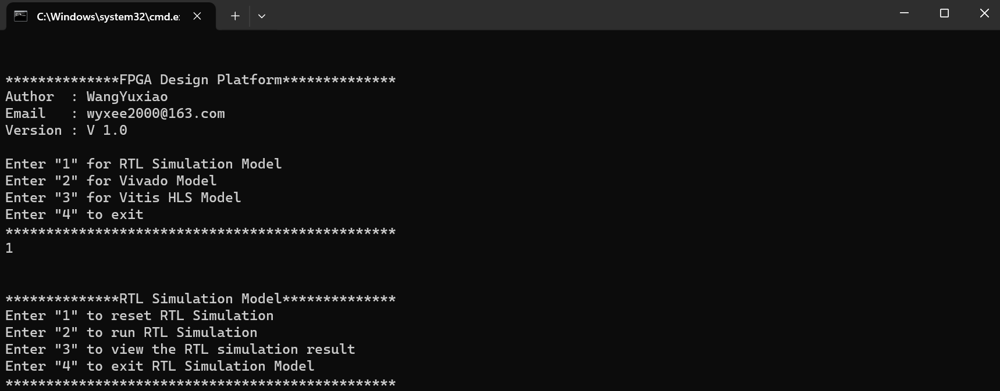 C:\Windows\system32\cmd.e
**************FPGA Design Platform**************
Author  : WangYuxiao
Email   : wyxee2000@163.com
Version : V 1.0
Enter "1" for RTL Simulation Model
Enter "2" for Vivado Model
Enter "3" for Vitis HLS Model
Enter "4" to exit
************************************************
1
**************RTL Simulation Model**************
Enter "1" to reset RTL Simulation
Enter "2" to run RTL Simulation
Enter "3" to view the RTL simulation result
Enter "4" to exit RTL Simulation Model
************************************************